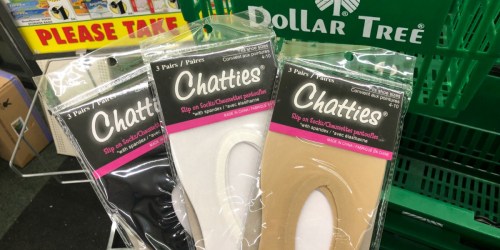 PLEASE TAKE
DOLLAR TREE
3 Pairs / Paires
Chatties
Slip on Socks/Chaussettes pantoufles
*with spandex / *avec élasthanne
3 Pairs / Paires
Chatties
Slip on Socks/Chaussettes pantoufles
*with spandex / *avec élasthanne
3 Pairs / Paires
Chatties
Slip on Socks/Chaussettes pantoufles
*with spandex / *avec élasthanne